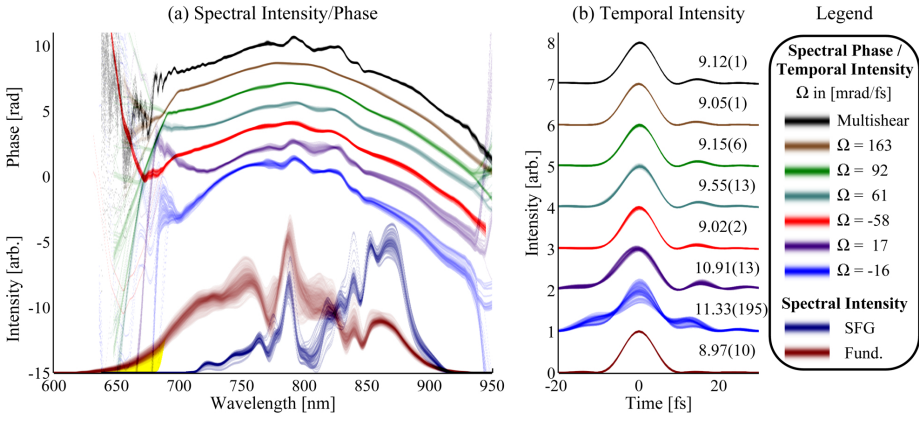 (a) Spectral Intensity/Phase
10
5
0
-5
-10
-15
Phase [rad]
Intensity [arb.]
600
650
700
750
800
850
900
950
Wavelength [nm]
(b) Temporal Intensity
8
7
6
5
4
3
2
1
0
Intensity [arb.]
9.12(1)
9.05(1)
9.15(6)
9.55(13)
9.02(2)
10.91(13)
11.33(195)
8.97(10)
-20
0
20
Time [fs]
Legend
Spectral Phase /
Temporal Intensity
Ω in [mrad/fs]
Multishear
Ω = 163
Ω = 92
Ω = 61
Ω = -58
Ω = 17
Ω = -16
Spectral Intensity
SFG
Fund.